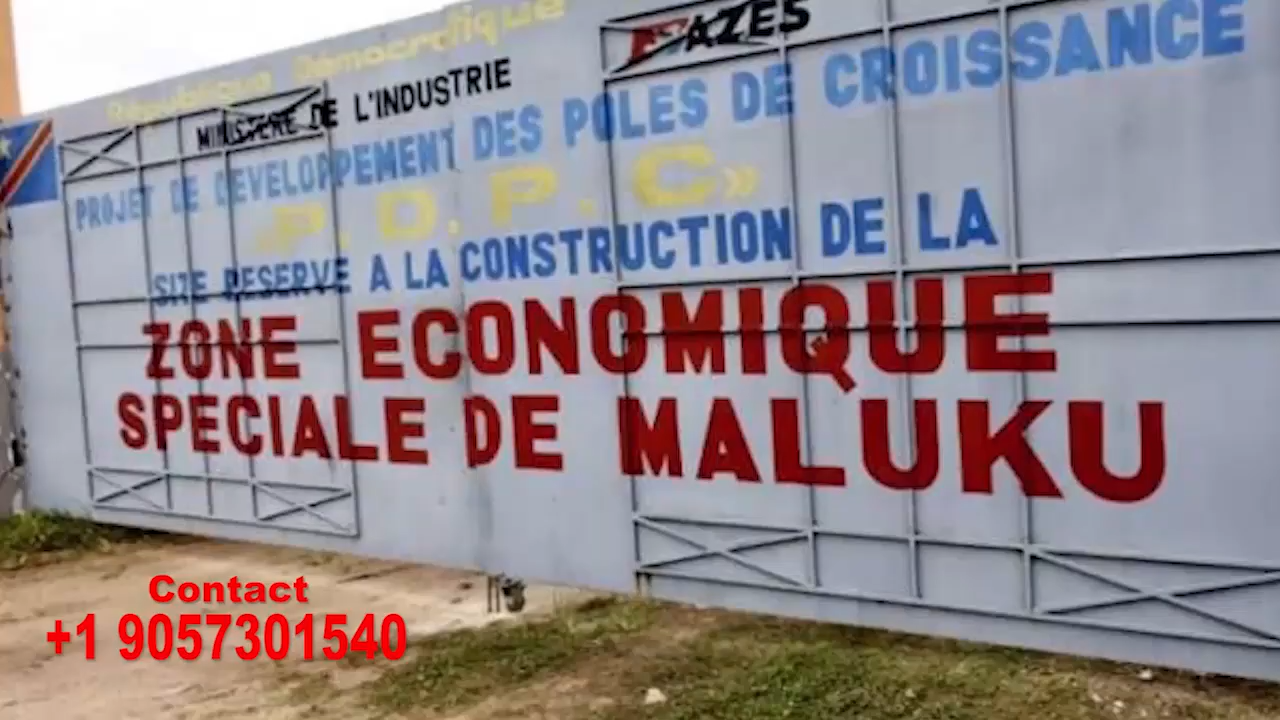 République Démocratique
AZES
MINISTERE DE L'INDUSTRIE
PROJET DE DEVELOPPEMENT DES POLES DE CROISSANCE
«P.D.P.C»
SITE RESERVE A LA CONSTRUCTION DE LA
ZONE ECONOMIQUE
SPECIALE DE MALUKU
Contact
+1 9057301540